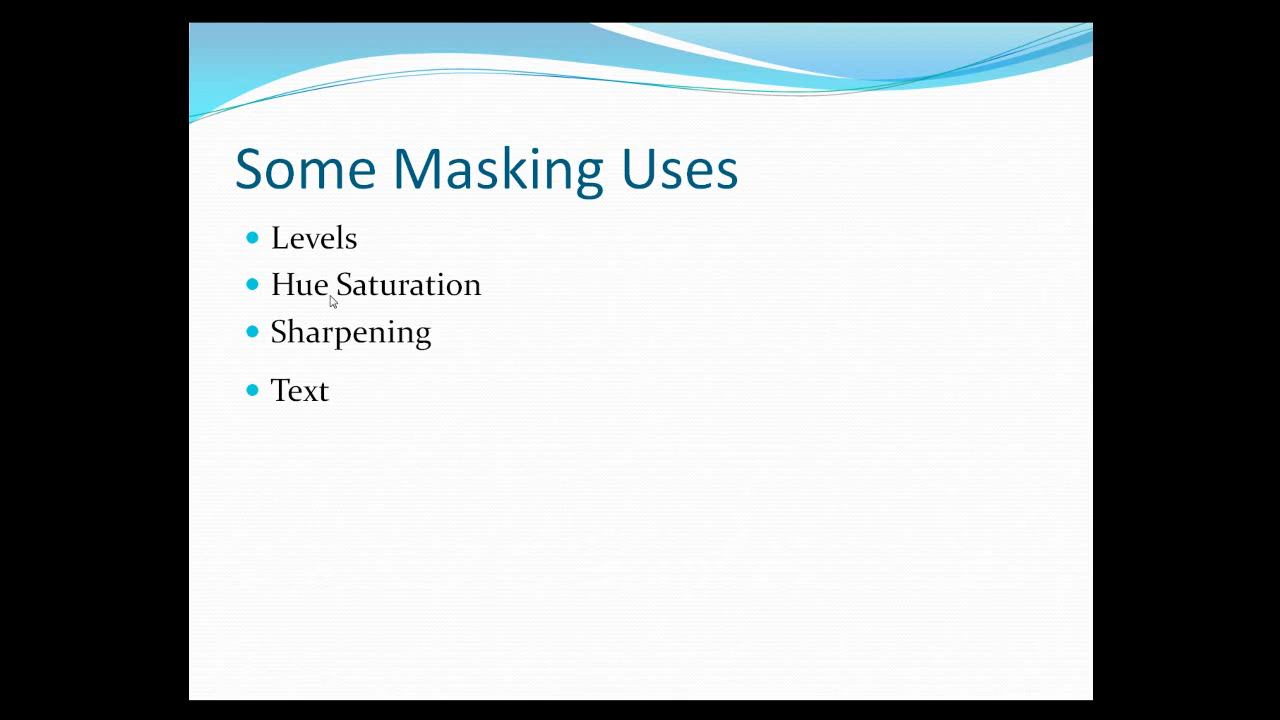 Some Masking Uses
Levels
Hue Saturation
Sharpening
Text